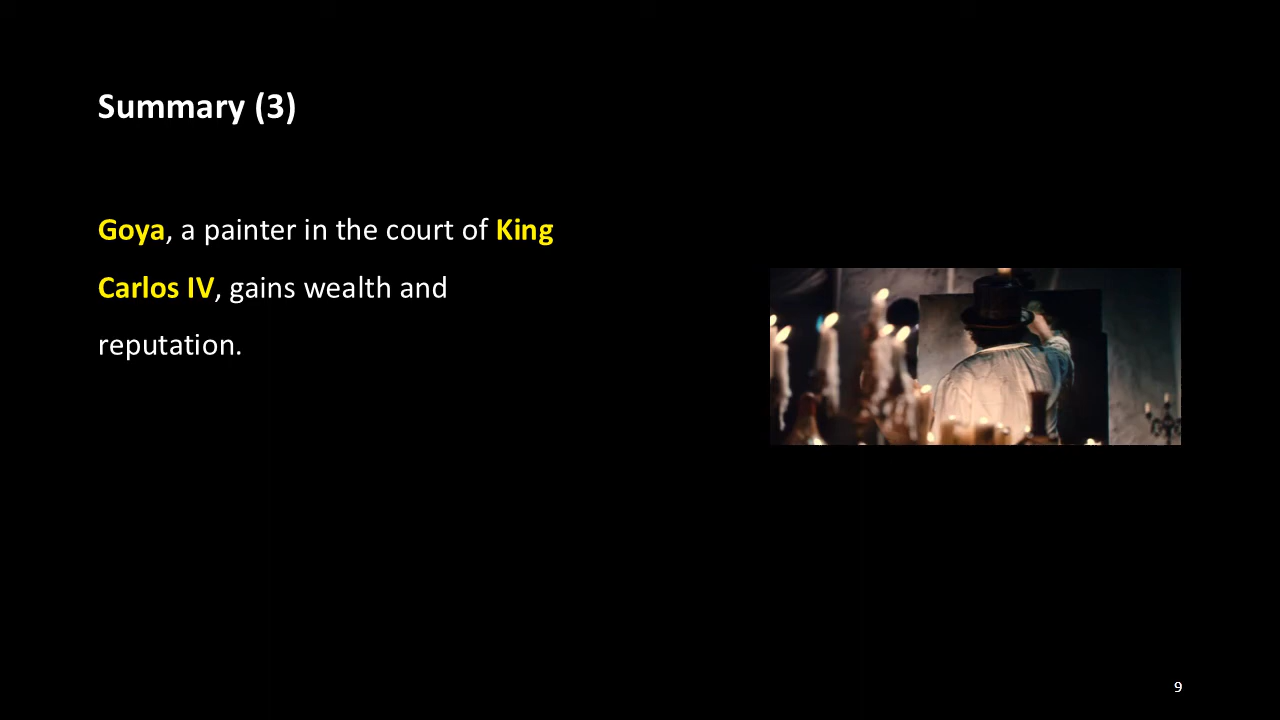 Summary (3)
Goya, a painter in the court of King
Carlos IV, gains wealth and
reputation.
9